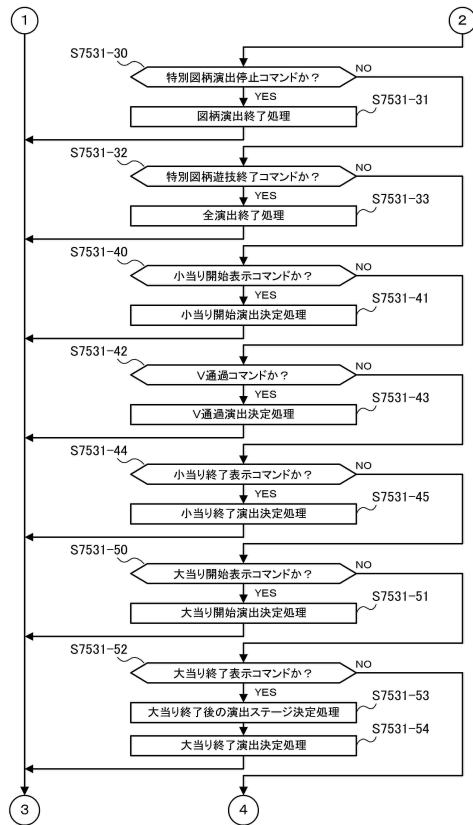 1
2
S7531-30
特別図柄演出停止コマンドか？
NO
YES
S7531-31
図柄演出終了処理
S7531-32
特別図柄遊技終了コマンドか？
NO
YES
S7531-33
全演出終了処理
S7531-40
小当り開始表示コマンドか？
NO
YES
S7531-41
小当り開始演出決定処理
S7531-42
V通過コマンドか？
NO
YES
S7531-43
V通過演出決定処理
S7531-44
小当り終了表示コマンドか？
NO
YES
S7531-45
小当り終了演出決定処理
S7531-50
大当り開始表示コマンドか？
NO
YES
S7531-51
大当り開始演出決定処理
S7531-52
大当り終了表示コマンドか？
NO
YES
S7531-53
大当り終了後の演出ステージ決定処理
S7531-54
大当り終了演出決定処理
3
4